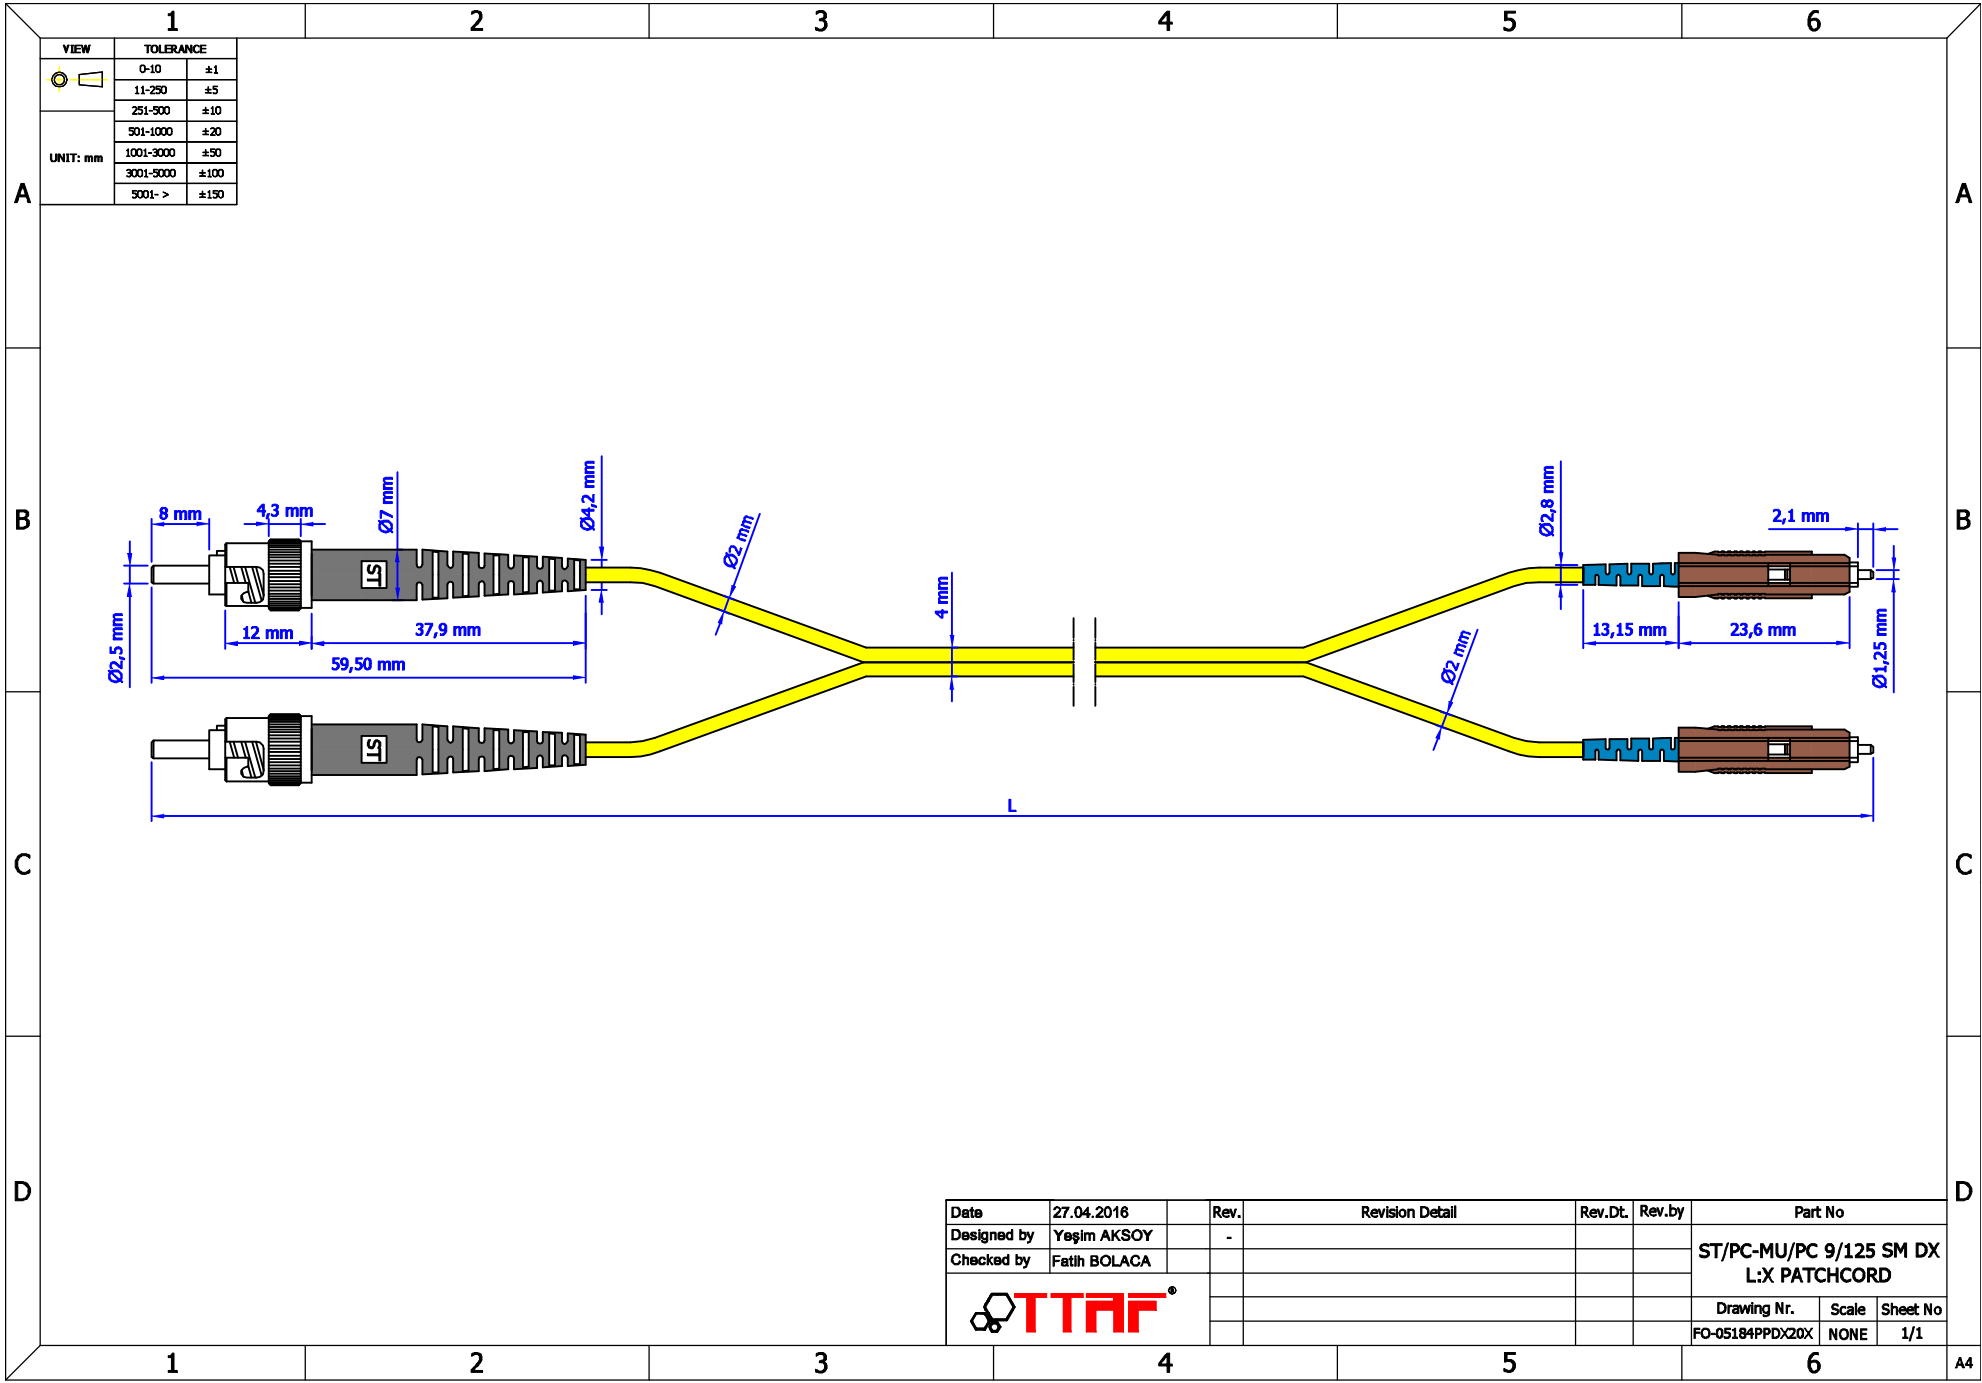 1 2 3 4 5 6
VIEW TOLERANCE
0-10 ±1
11-250 ±5
251-500 ±10
501-1000 ±20
UNIT: mm
1001-3000 ±50
3001-5000 ±100
5001- > ±150
A A
B B
8 mm 4,3 mm Ø7 mm Ø4,2 mm Ø2 mm Ø2,8 mm 2,1 mm
ST
4 mm
Ø2,5 mm 12 mm 37,9 mm Ø2 mm 13,15 mm 23,6 mm Ø1,25 mm
59,50 mm
ST
L
C C
D D
Date 27.04.2016 Rev. Revision Detail Rev.Dt. Rev.by Part No
Designed by Yeşim AKSOY -
Checked by Fatih BOLACA
ST/PC-MU/PC 9/125 SM DX
L:X PATCHCORD
TTAF®
Drawing Nr. Scale Sheet No
FO-05184PPDX20X NONE 1/1
1 2 3 4 5 6 A4